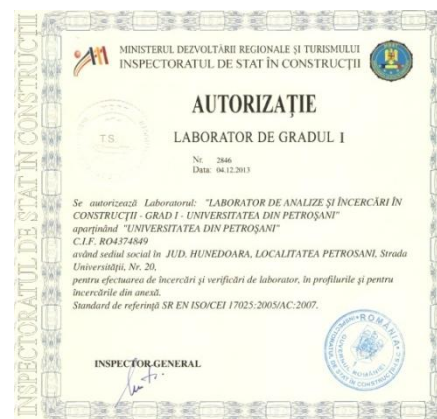 INSPECTORATUL DE STAT ÎN CONSTRUCȚII
MINISTERUL DEZVOLTĂRII REGIONALE ȘI TURISMULUI
INSPECTORATUL DE STAT ÎN CONSTRUCȚII
AUTORIZAȚIE
T.S.
LABORATOR DE GRADUL I
Nr. 2846
Data: 04.12.2013
Se autorizează Laboratorul: "LABORATOR DE ANALIZE ȘI ÎNCERCĂRI ÎN
CONSTRUCȚII - GRAD I - UNIVERSITATEA DIN PETROȘANI"
aparținând "UNIVERSITATEA DIN PETROȘANI"
C.I.F. RO4374849
având sediul social în JUD. HUNEDOARA, LOCALITATEA PETROSANI, Strada
Universității, Nr. 20,
pentru efectuarea de încercări și verificări de laborator, în profilurile și pentru
încercările din anexă.
Standard de referință SR EN ISO/CEI 17025:2005/AC:2007.
INSPECTOR GENERAL
ROMÂNIA